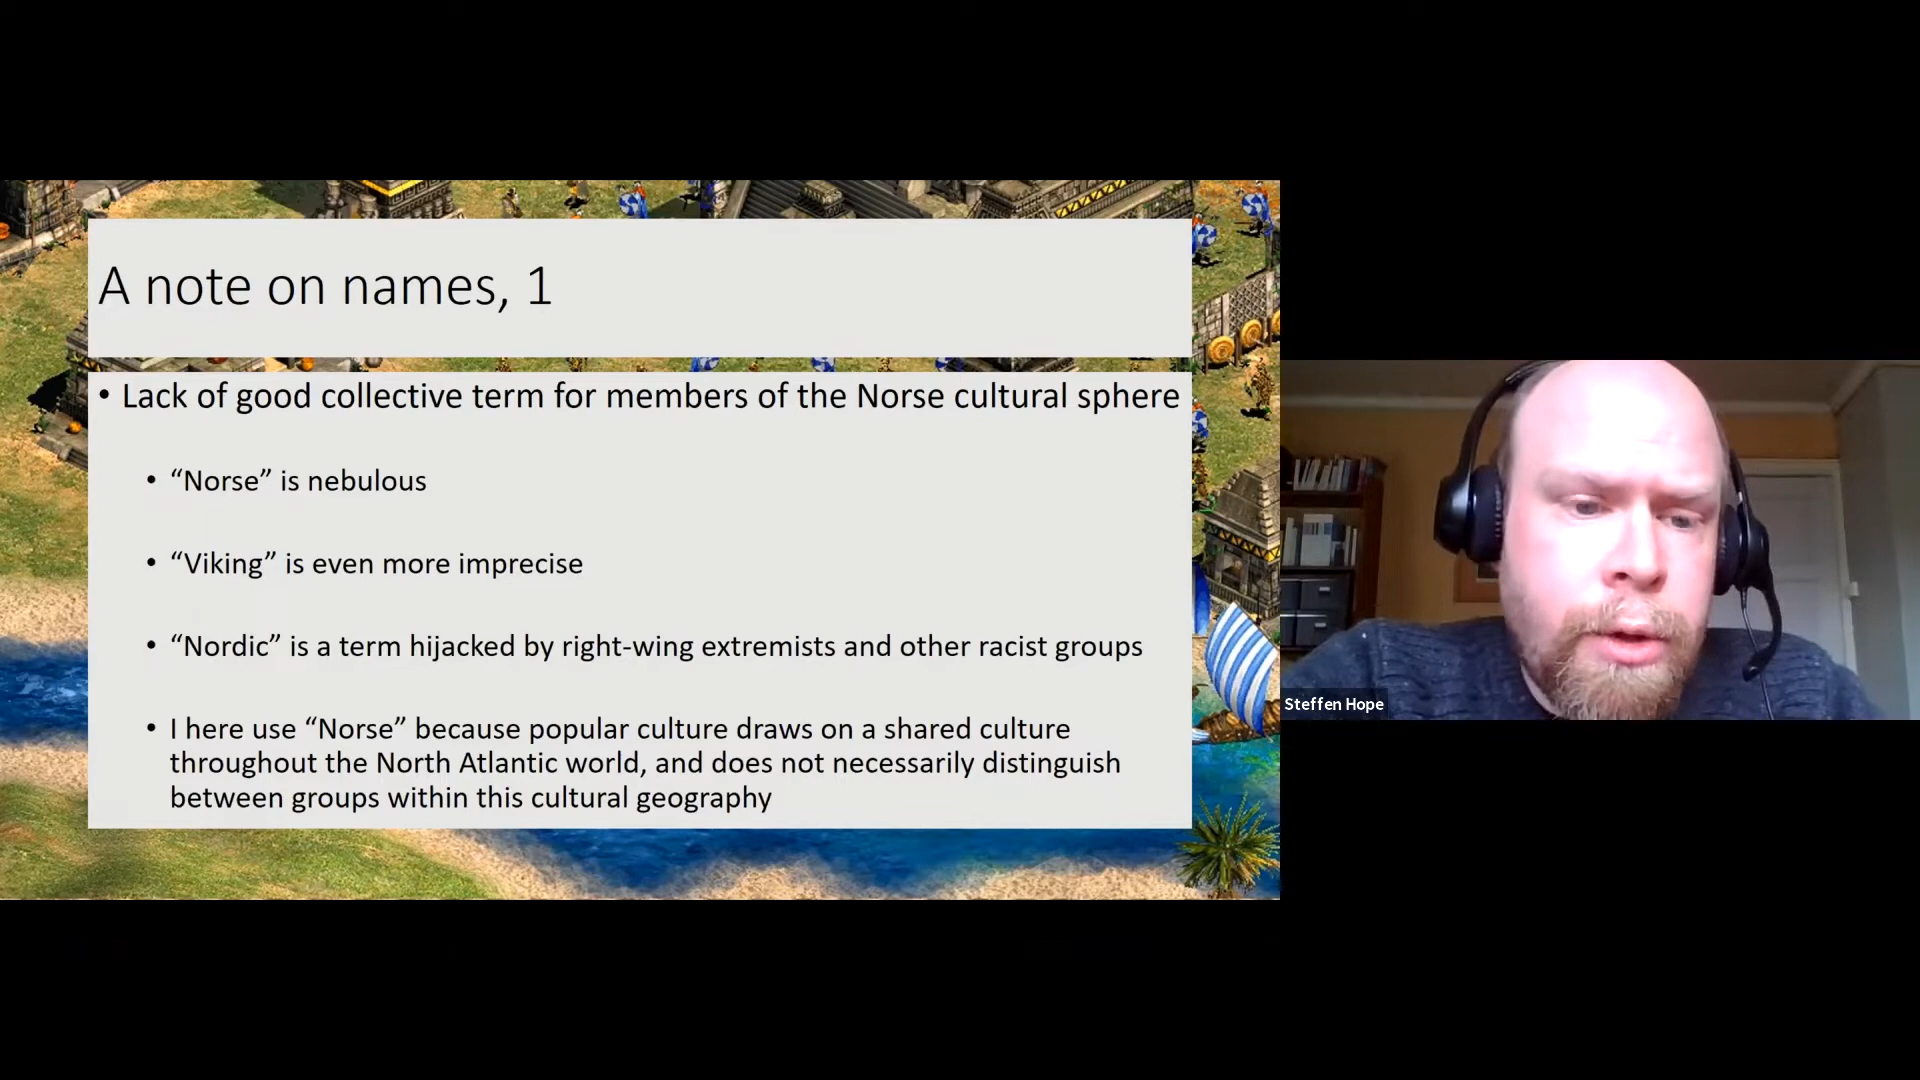 A note on names, 1
• Lack of good collective term for members of the Norse cultural sphere
• “Norse” is nebulous
• “Viking” is even more imprecise
• “Nordic” is a term hijacked by right-wing extremists and other racist groups
• I here use “Norse” because popular culture draws on a shared culture
throughout the North Atlantic world, and does not necessarily distinguish
between groups within this cultural geography
Steffen Hope